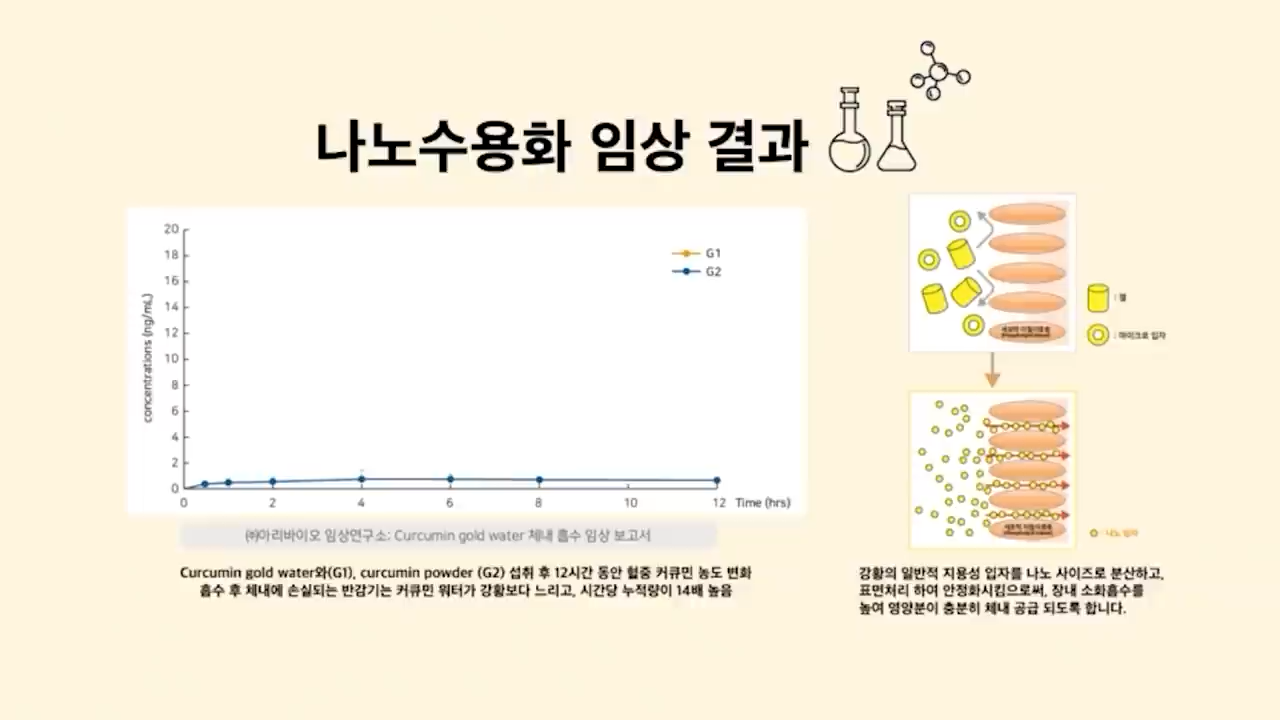 나노수용화 임상 결과
20
18
16
14
12
10
8
6
4
2
0
concentrations (ng/mL)
G1
G2
0 2 4 6 8 10 12 Time (hrs)
㈜아리바이오 임상연구소: Curcumin gold water 체내 흡수 임상 보고서
Curcumin gold water와(G1), curcumin powder (G2) 섭취 후 12시간 동안 혈중 커큐민 농도 변화
흡수 후 체내에 손실되는 반감기는 커큐민 워터가 강황보다 느리고, 시간당 누적량이 14배 높음
: 마이크로 입자
: 나노 입자
강황의 일반적 지용성 입자를 나노 사이즈로 분산하고,
표면처리 하여 안정화시킴으로써, 장내 소화흡수를
높여 영양분이 충분히 체내 공급 되도록 합니다.